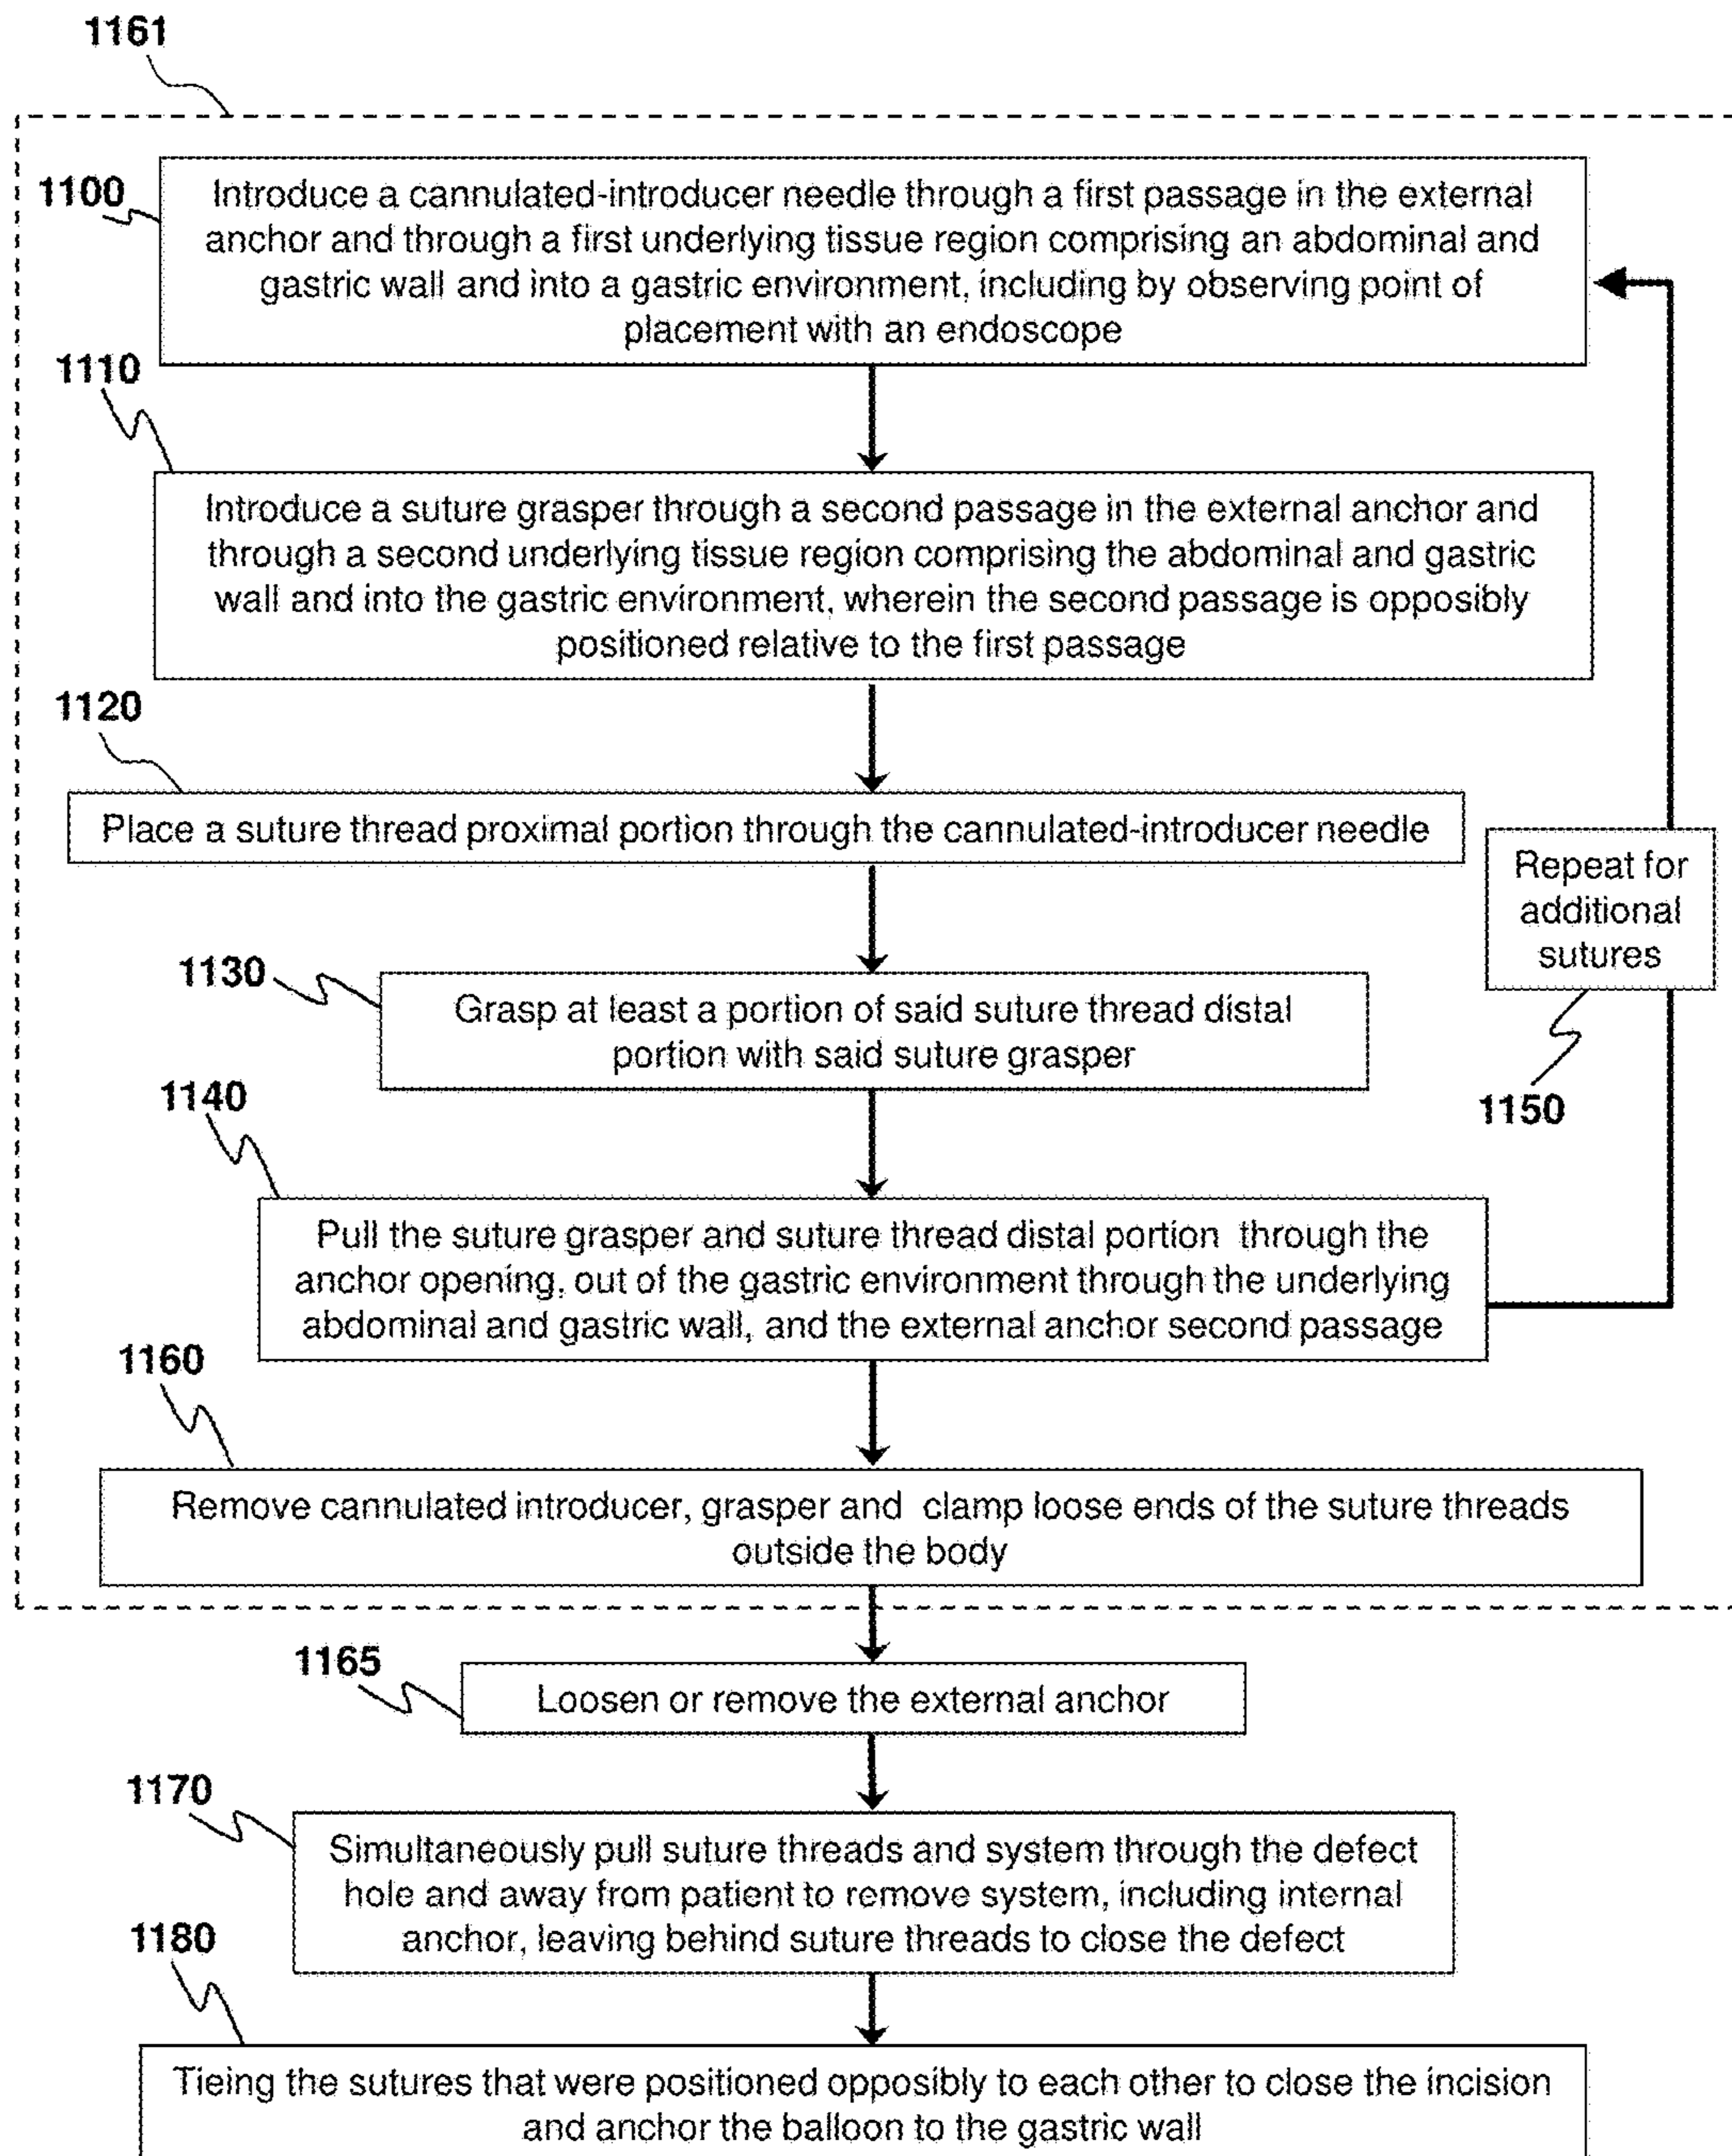 1161
1100
Introduce a cannulated-introducer needle through a first passage in the external
anchor and through a first underlying tissue region comprising an abdominal and
gastric wall and into a gastric environment, including by observing point of
placement with an endoscope
1110
Introduce a suture grasper through a second passage in the external anchor and
through a second underlying tissue region comprising the abdominal and gastric
wall and into the gastric environment, wherein the second passage is opposibly
positioned relative to the first passage
1120
Place a suture thread proximal portion through the cannulated-introducer needle
Repeat for
additional
sutures
1150
1130
Grasp at least a portion of said suture thread distal
portion with said suture grasper
1140
Pull the suture grasper and suture thread distal portion through the
anchor opening, out of the gastric environment through the underlying
abdominal and gastric wall, and the external anchor second passage
1160
Remove cannulated introducer, grasper and clamp loose ends of the suture threads
outside the body
1165
Loosen or remove the external anchor
1170
Simultaneously pull suture threads and system through the defect
hole and away from patient to remove system, including internal
anchor, leaving behind suture threads to close the defect
1180
Tieing the sutures that were positioned opposibly to each other to close the incision
and anchor the balloon to the gastric wall